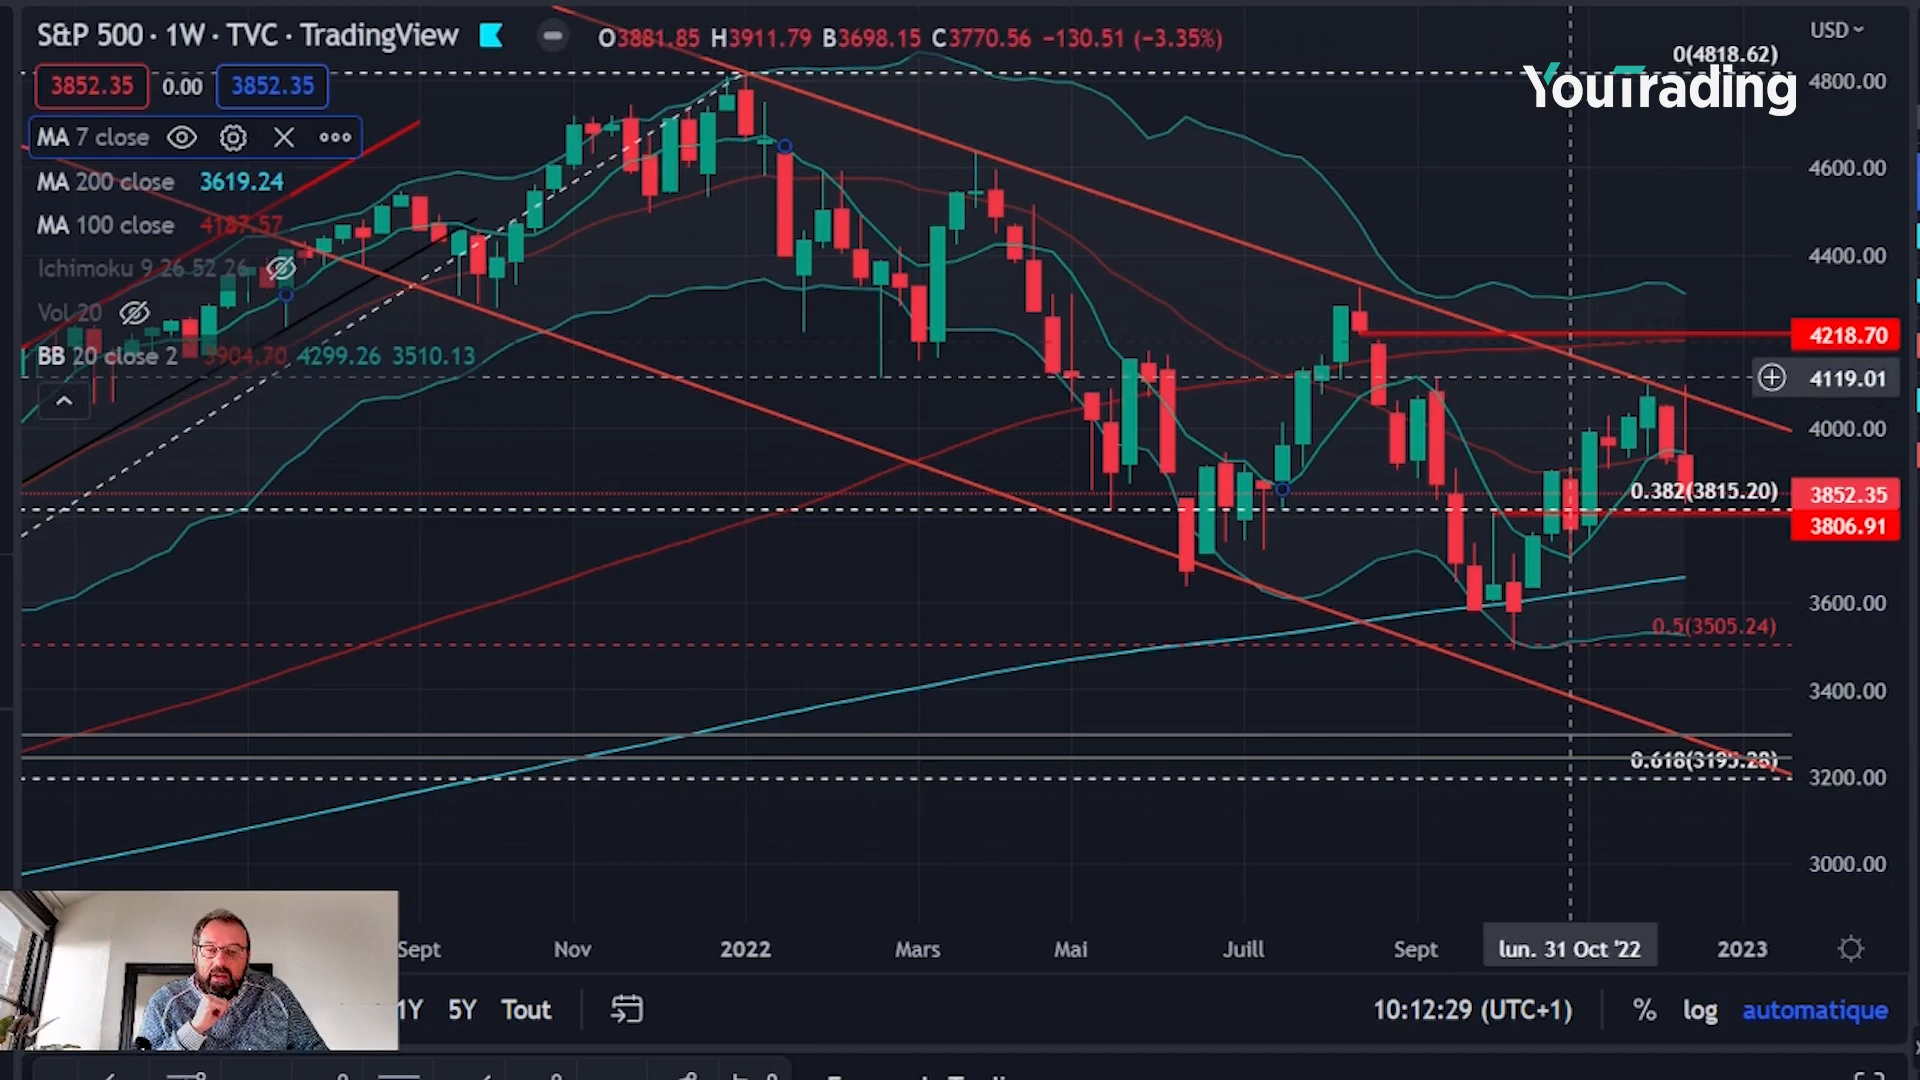 S&P 500 · 1W · TVC · TradingView
O3881.85 H3911.79 B3698.15 C3770.56 −130.51 (−3.35%)
USD
0(4818.62)
YouTrading
3852.35 0.00 3852.35
4800.00
MA 7 close
MA 200 close 3619.24
4600.00
MA 100 close 4187.57
Ichimoku 9 26 52 26
4400.00
Vol 20
4218.70
BB 20 close 2 3904.70 4299.26 3510.13
4119.01
4000.00
0.382(3815.20)
3852.35
3806.91
3600.00
0.5(3505.24)
3400.00
0.618(3195.28)
3200.00
3000.00
Sept Nov 2022 Mars Mai Juill Sept lun. 31 Oct '22 2023
1Y 5Y Tout
10:12:29 (UTC+1) % log automatique